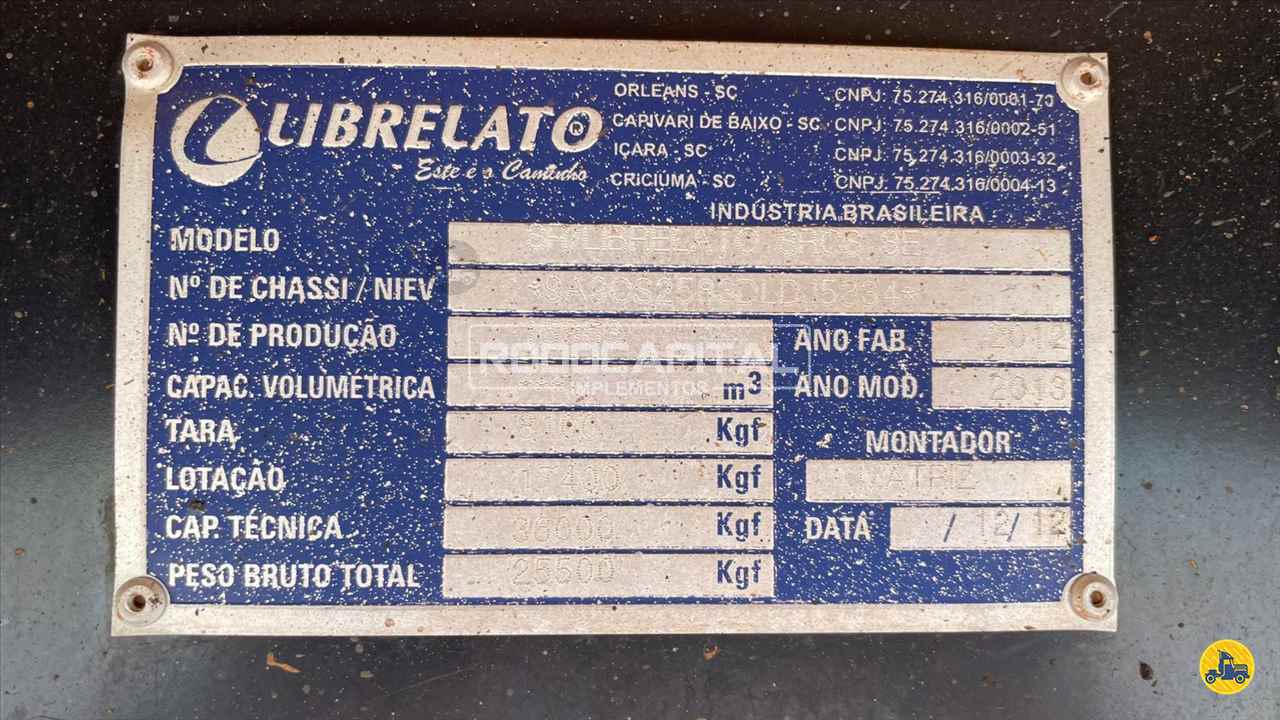 LIBRELATO ®
Este é o Caminho
ORLEANS - SC CNPJ: 75.274.316/0001-70
CAPIVARI DE BAIXO - SC CNPJ: 75.274.316/0002-51
IÇARA - SC CNPJ: 75.274.316/0003-32
CRICIUMA - SC CNPJ: 75.274.316/0004-13
INDÚSTRIA BRASILEIRA
MODELO
Nº DE CHASSI / NIEV
Nº DE PRODUÇÃO ANO FAB. 2012
CAPAC. VOLUMÉTRICA m³ ANO MOD. 2013
TARA Kgf MONTADOR
LOTAÇÃO Kgf MATRIZ
CAP. TÉCNICA 36000 Kgf DATA / 12 / 12
PESO BRUTO TOTAL 25500 Kgf
RODOCAPITAL
IMPLEMENTOS